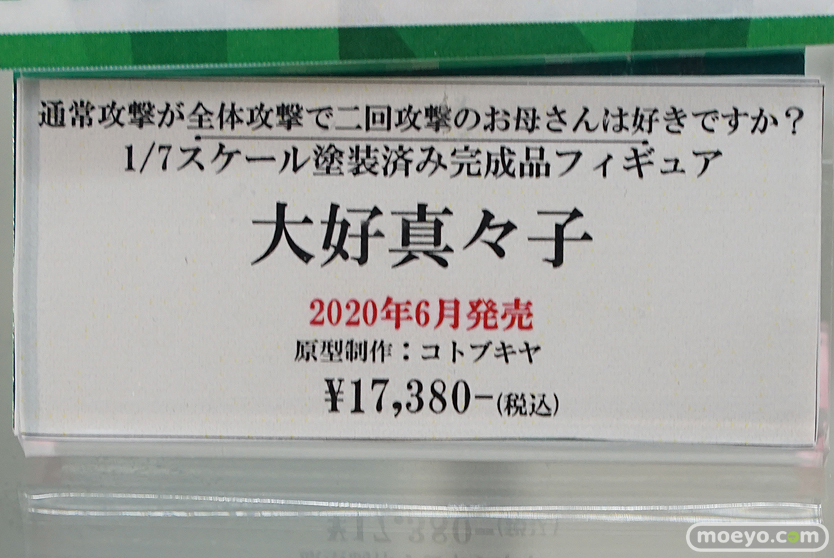 通常攻撃が全体攻撃で二回攻撃のお母さんは好きですか？
1/7スケール塗装済み完成品フィギュア
大好真々子
2020年6月発売
原型制作：コトブキヤ
¥17,380-(税込)
moeyo.com